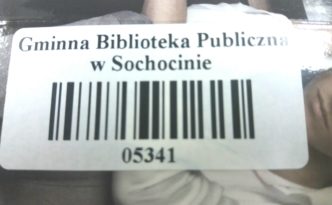 Gminna Biblioteka Publiczna
w Sochocinie
05341